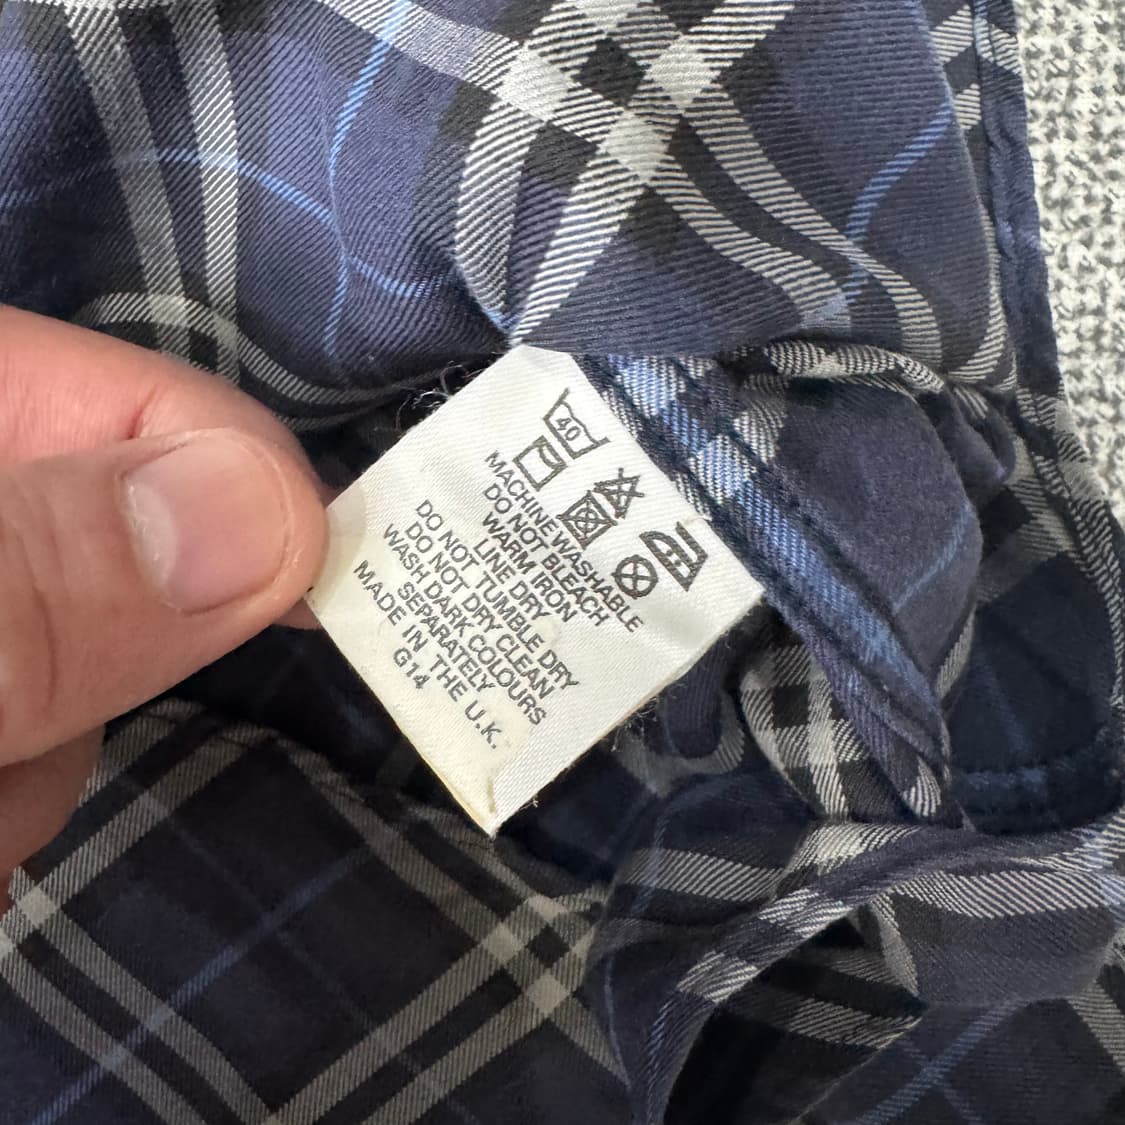 40
MACHINE WASHABLE
DO NOT BLEACH
WARM IRON
LINE DRY
DO NOT TUMBLE DRY
DO NOT DRY CLEAN
WASH DARK COLOURS
SEPARATELY
MADE IN THE U.K.
G14